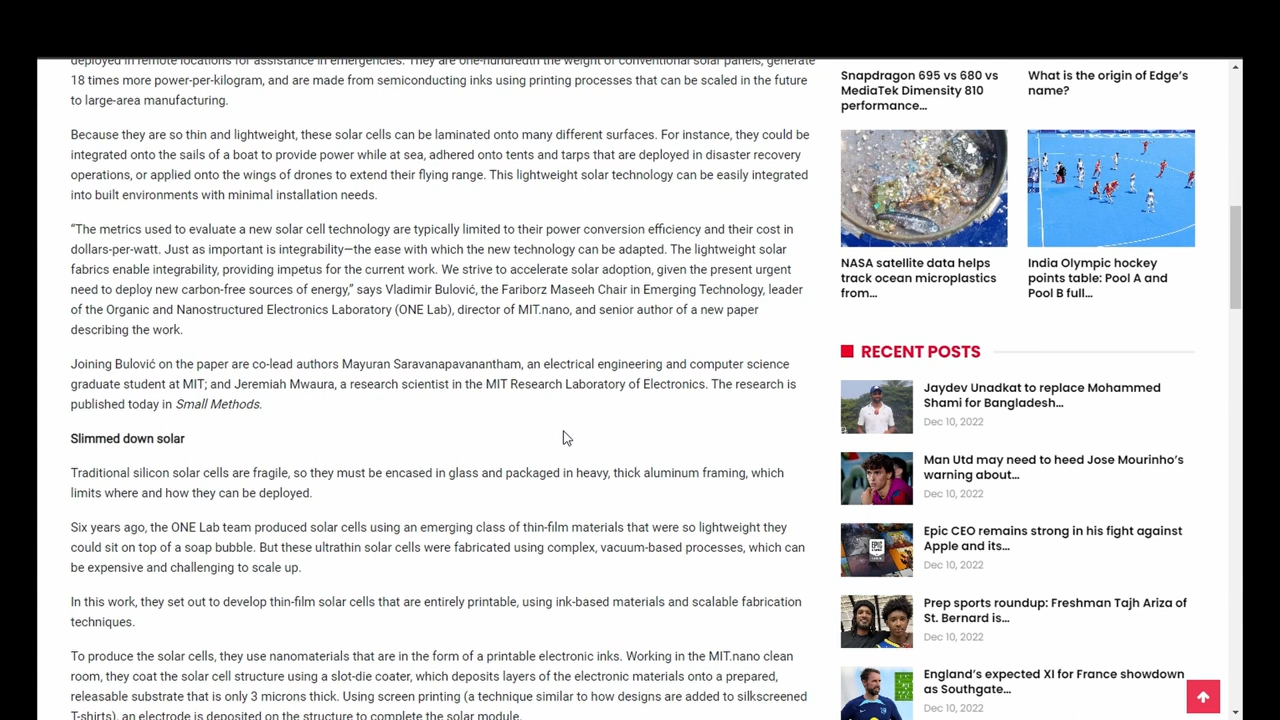 deployed in remote locations for assistance in emergencies. They are one-hundredth the weight of conventional solar panels, generate
18 times more power-per-kilogram, and are made from semiconducting inks using printing processes that can be scaled in the future
to large-area manufacturing.
Because they are so thin and lightweight, these solar cells can be laminated onto many different surfaces. For instance, they could be
integrated onto the sails of a boat to provide power while at sea, adhered onto tents and tarps that are deployed in disaster recovery
operations, or applied onto the wings of drones to extend their flying range. This lightweight solar technology can be easily integrated
into built environments with minimal installation needs.
“The metrics used to evaluate a new solar cell technology are typically limited to their power conversion efficiency and their cost in
dollars-per-watt. Just as important is integrability—the ease with which the new technology can be adapted. The lightweight solar
fabrics enable integrability, providing impetus for the current work. We strive to accelerate solar adoption, given the present urgent
need to deploy new carbon-free sources of energy,” says Vladimir Bulović, the Fariborz Maseeh Chair in Emerging Technology, leader
of the Organic and Nanostructured Electronics Laboratory (ONE Lab), director of MIT.nano, and senior author of a new paper
describing the work.
Joining Bulović on the paper are co-lead authors Mayuran Saravanapavanantham, an electrical engineering and computer science
graduate student at MIT; and Jeremiah Mwaura, a research scientist in the MIT Research Laboratory of Electronics. The research is
published today in Small Methods.
Slimmed down solar
Traditional silicon solar cells are fragile, so they must be encased in glass and packaged in heavy, thick aluminum framing, which
limits where and how they can be deployed.
Six years ago, the ONE Lab team produced solar cells using an emerging class of thin-film materials that were so lightweight they
could sit on top of a soap bubble. But these ultrathin solar cells were fabricated using complex, vacuum-based processes, which can
be expensive and challenging to scale up.
In this work, they set out to develop thin-film solar cells that are entirely printable, using ink-based materials and scalable fabrication
techniques.
To produce the solar cells, they use nanomaterials that are in the form of a printable electronic inks. Working in the MIT.nano clean
room, they coat the solar cell structure using a slot-die coater, which deposits layers of the electronic materials onto a prepared,
releasable substrate that is only 3 microns thick. Using screen printing (a technique similar to how designs are added to silkscreened
T-shirts), an electrode is deposited on the structure to complete the solar module.
Snapdragon 695 vs 680 vs
MediaTek Dimensity 810
performance...
What is the origin of Edge’s
name?
NASA satellite data helps
track ocean microplastics
from...
India Olympic hockey
points table: Pool A and
Pool B full...
RECENT POSTS
Jaydev Unadkat to replace Mohammed
Shami for Bangladesh...
Dec 10, 2022
Man Utd may need to heed Jose Mourinho’s
warning about...
Dec 10, 2022
EPIC
Epic CEO remains strong in his fight against
Apple and its...
Dec 10, 2022
Prep sports roundup: Freshman Tajh Ariza of
St. Bernard is...
Dec 10, 2022
England’s expected XI for France showdown
as Southgate...
Dec 10, 2022